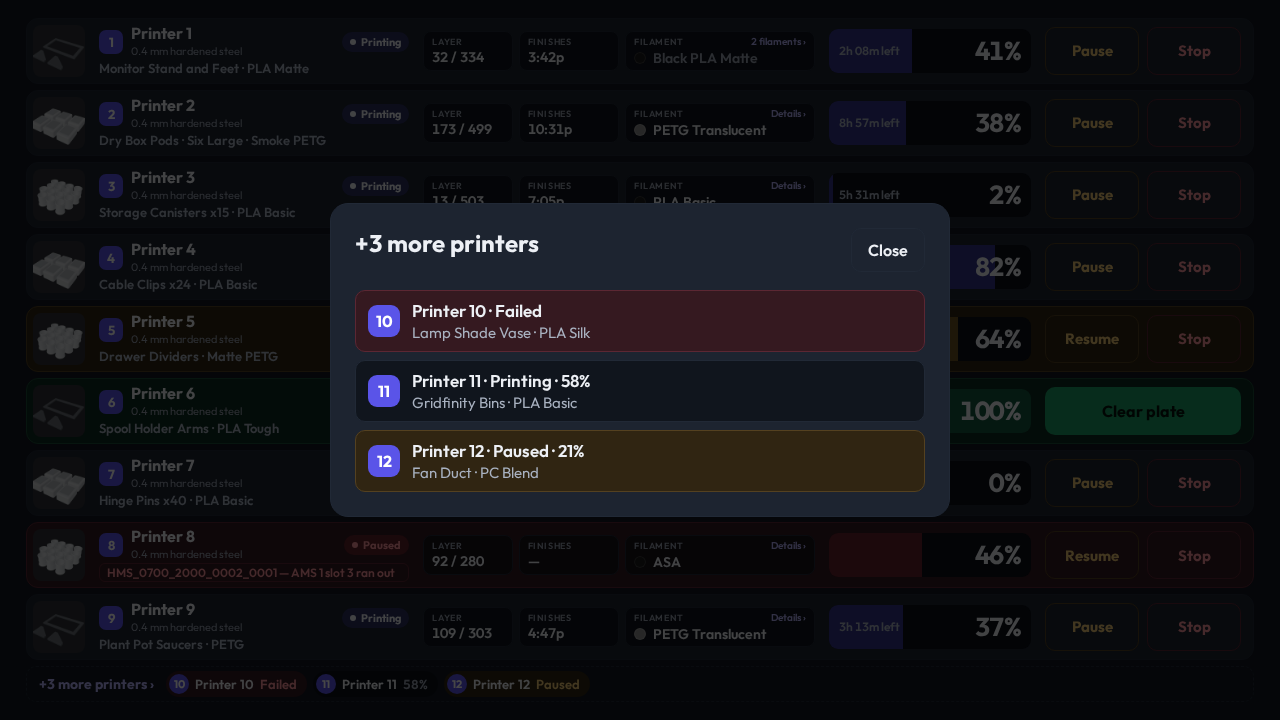 1 Printer 1
0.4 mm hardened steel
Monitor Stand and Feet · PLA Matte
Printing
LAYER
32 / 334
FINISHES
3:42p
FILAMENT 2 filaments ›
Black PLA Matte
2h 08m left 41%
Pause Stop
2 Printer 2
0.4 mm hardened steel
Dry Box Pods · Six Large · Smoke PETG
Printing
LAYER
173 / 499
FINISHES
10:31p
FILAMENT Details ›
PETG Translucent
8h 57m left 38%
Pause Stop
3 Printer 3
0.4 mm hardened steel
Storage Canisters x15 · PLA Basic
Printing
LAYER
13 / 503
FINISHES
7:05p
FILAMENT Details ›
PLA Basic
5h 31m left 2%
Pause Stop
4 Printer 4
0.4 mm hardened steel
Cable Clips x24 · PLA Basic
82%
Pause Stop
5 Printer 5
0.4 mm hardened steel
Drawer Dividers · Matte PETG
64%
Resume Stop
6 Printer 6
0.4 mm hardened steel
Spool Holder Arms · PLA Tough
100%
Clear plate
7 Printer 7
0.4 mm hardened steel
Hinge Pins x40 · PLA Basic
0%
Pause Stop
+3 more printers
Close
10 Printer 10 · Failed
Lamp Shade Vase · PLA Silk
11 Printer 11 · Printing · 58%
Gridfinity Bins · PLA Basic
12 Printer 12 · Paused · 21%
Fan Duct · PC Blend
8 Printer 8
0.4 mm hardened steel
HMS_0700_2000_0002_0001 — AMS 1 slot 3 ran out
Paused
LAYER
92 / 280
FINISHES
—
FILAMENT Details ›
ASA
46%
Resume Stop
9 Printer 9
0.4 mm hardened steel
Plant Pot Saucers · PETG
Printing
LAYER
109 / 303
FINISHES
4:47p
FILAMENT Details ›
PETG Translucent
3h 13m left 37%
Pause Stop
+3 more printers › 10 Printer 10 Failed 11 Printer 11 58% 12 Printer 12 Paused